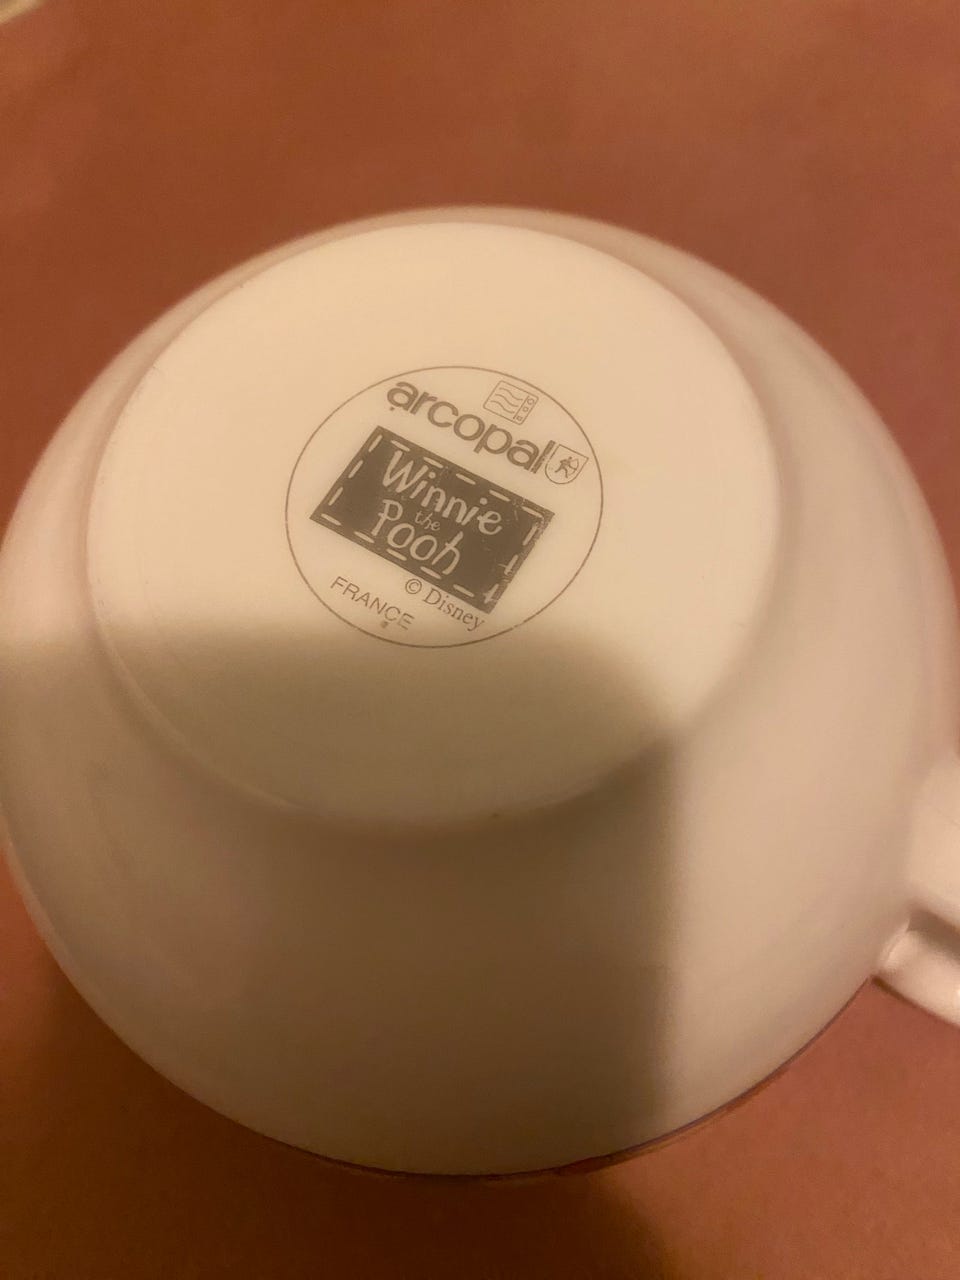 arcopal
Winnie
the
Pooh
© Disney
FRANCE